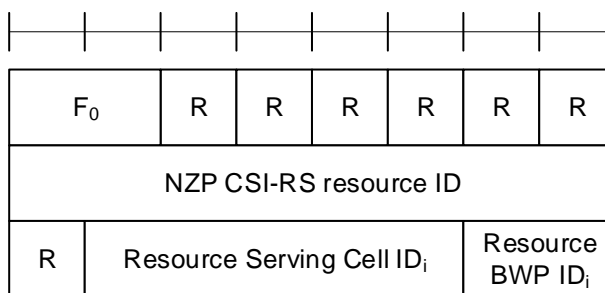 F₀ R R R R R R
NZP CSI-RS resource ID
R Resource Serving Cell IDᵢ Resource
BWP IDᵢ